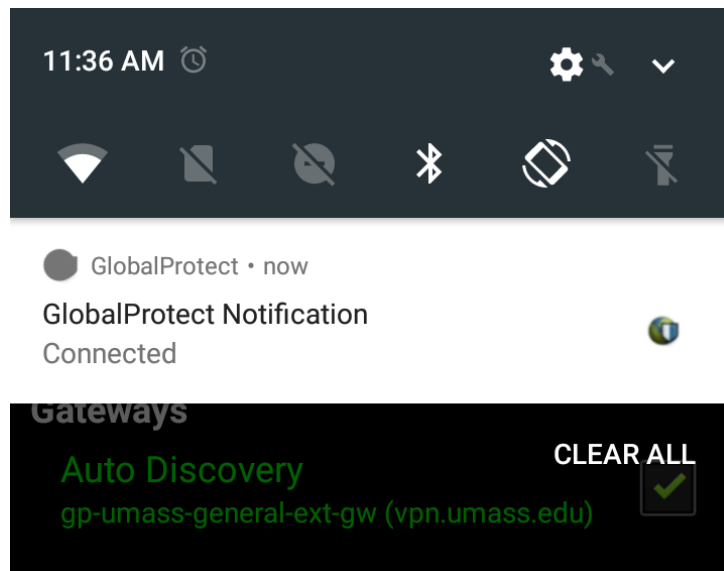 11:36 AM
GlobalProtect • now
GlobalProtect Notification
Connected
Gateways
CLEAR ALL
Auto Discovery
gp-umass-general-ext-gw (vpn.umass.edu)